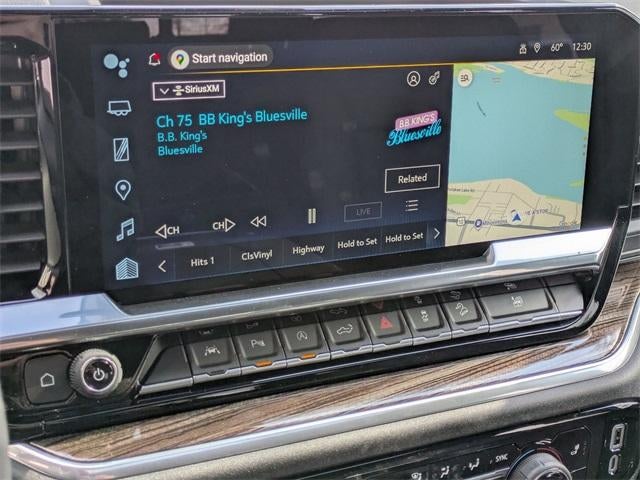 Start navigation
60° 12:30
SiriusXM
Ch 75 BB King's Bluesville
B.B. King's
Bluesville
B.B. KING'S
Bluesville
Related
CH
CH
LIVE
Hits 1
ClsVinyl
Highway
Hold to Set
Hold to Set
Google
SYNC